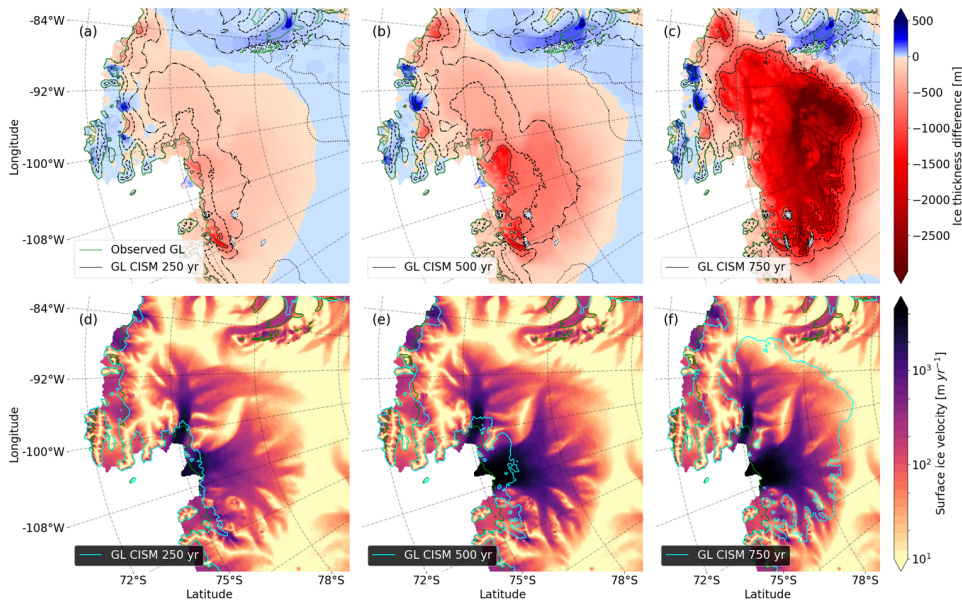 (a)
(b)
(c)
-84°W
-92°W
-100°W
-108°W
Longitude
Observed GL
GL CISM 250 yr
GL CISM 500 yr
GL CISM 750 yr
500
0
−500
−1000
−1500
−2000
−2500
Ice thickness difference [m]
(d)
(e)
(f)
-84°W
-92°W
-100°W
-108°W
Longitude
GL CISM 250 yr
GL CISM 500 yr
GL CISM 750 yr
72°S
75°S
78°S
72°S
75°S
78°S
72°S
75°S
78°S
Latitude
Latitude
Latitude
10³
10²
10¹
Surface ice velocity [m yr⁻¹]